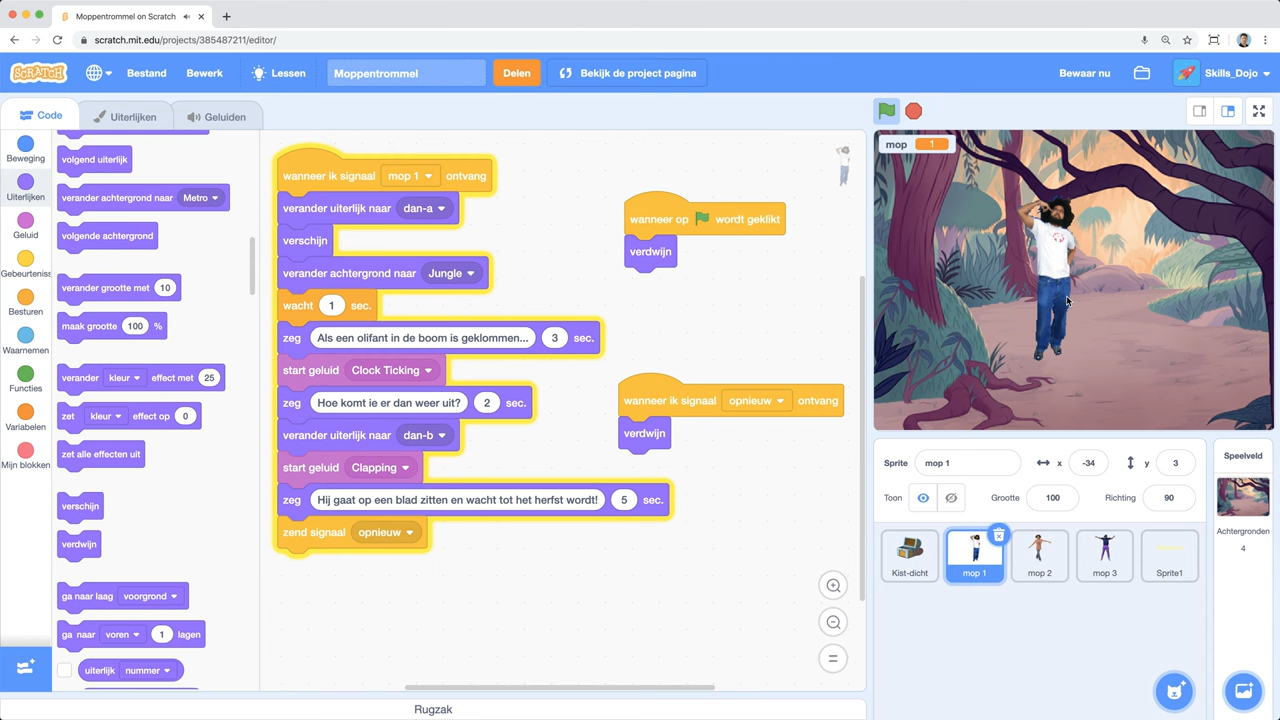 Moppentrommel on Scratch
scratch.mit.edu/projects/385487211/editor/
SCRATCH
Bestand
Bewerk
Lessen
Moppentrommel
Delen
Bekijk de project pagina
Bewaar nu
Skills_Dojo
Code
Uiterlijken
Geluiden
Beweging
Uiterlijken
Geluid
Gebeurteniss
Besturen
Waarnemen
Functies
Variabelen
Mijn blokken
volgend uiterlijk
verander achtergrond naar Metro
volgende achtergrond
verander grootte met 10
maak grootte 100 %
verander kleur effect met 25
zet kleur effect op 0
zet alle effecten uit
verschijn
verdwijn
ga naar laag voorgrond
ga naar voren 1 lagen
uiterlijk nummer
wanneer ik signaal mop 1 ontvang
verander uiterlijk naar dan-a
verschijn
verander achtergrond naar Jungle
wacht 1 sec.
zeg Als een olifant in de boom is geklommen... 3 sec.
start geluid Clock Ticking
zeg Hoe komt ie er dan weer uit? 2 sec.
verander uiterlijk naar dan-b
start geluid Clapping
zeg Hij gaat op een blad zitten en wacht tot het herfst wordt! 5 sec.
zend signaal opnieuw
wanneer op wordt geklikt
verdwijn
wanneer ik signaal opnieuw ontvang
verdwijn
mop 1
Sprite mop 1 x -34 y 3
Toon Grootte 100 Richting 90
Kist-dicht
mop 1
mop 2
mop 3
Sprite1
Speelveld
Achtergronden
4
Rugzak